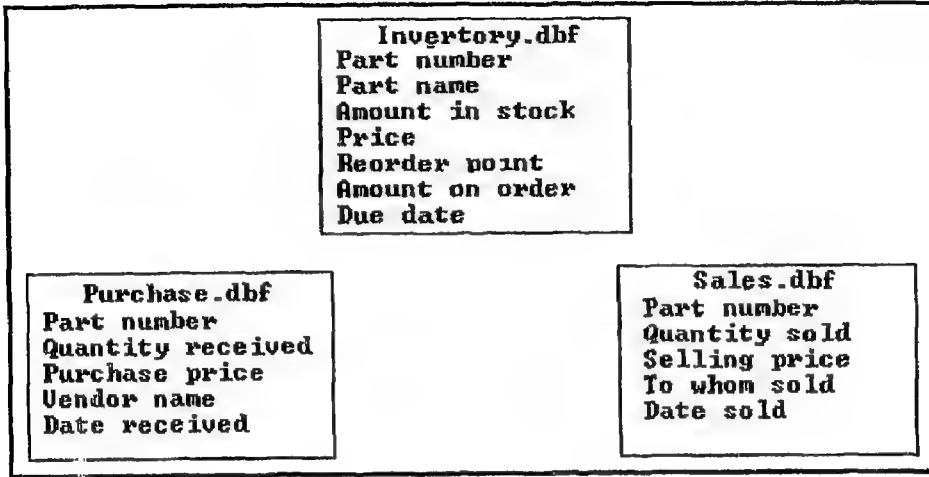 Invertory.dbf
Part number
Part name
Amount in stock
Price
Reorder point
Amount on order
Due date
Purchase.dbf
Part number
Quantity received
Purchase price
Vendor name
Date received
Sales.dbf
Part number
Quantity sold
Selling price
To whom sold
Date sold